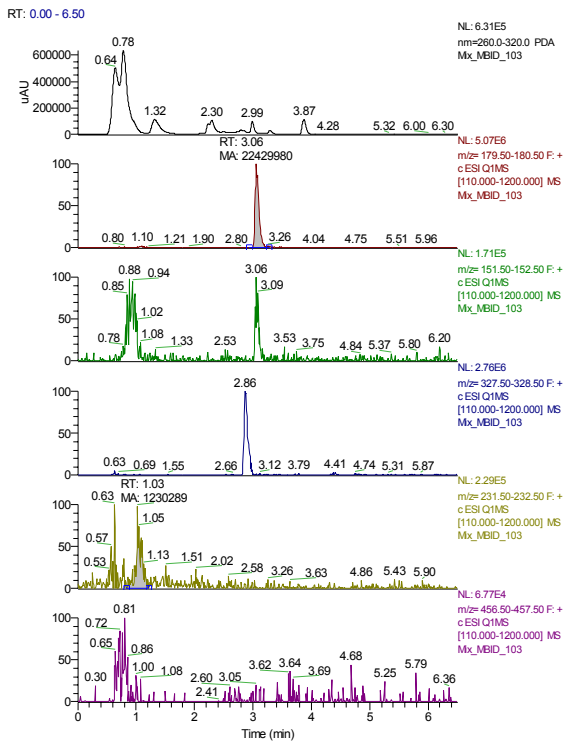 RT: 0.00 - 6.50
NL: 6.31E5
nm=260.0-320.0 PDA
Mix_MBID_103
0.78
0.64
600000
400000
200000
0
uAU
1.32
2.30
2.99
3.87
4.28
5.32
6.00
6.30
NL: 5.07E6
m/z= 179.50-180.50 F: +
c ESI Q1MS
[110.000-1200.000] MS
Mix_MBID_103
RT: 3.06
MA: 22429980
100
50
0
0.80
1.10
1.21
1.90
2.80
3.26
4.04
4.75
5.51
5.96
NL: 1.71E5
m/z= 151.50-152.50 F: +
c ESI Q1MS
[110.000-1200.000] MS
Mix_MBID_103
100
50
0
0.88
0.94
0.85
1.02
0.78
1.08
1.33
2.53
3.06
3.09
3.53
3.75
4.84
5.37
5.80
6.20
NL: 2.76E6
m/z= 327.50-328.50 F: +
c ESI Q1MS
[110.000-1200.000] MS
Mix_MBID_103
100
50
0
2.86
0.63
0.69
1.55
2.66
3.12
3.79
4.41
4.74
5.31
5.87
NL: 2.29E5
m/z= 231.50-232.50 F: +
c ESI Q1MS
[110.000-1200.000] MS
Mix_MBID_103
RT: 1.03
MA: 1230289
100
50
0
0.63
1.05
0.57
0.53
1.13
1.51
2.02
2.58
3.26
3.63
4.86
5.43
5.90
NL: 6.77E4
m/z= 456.50-457.50 F: +
c ESI Q1MS
[110.000-1200.000] MS
Mix_MBID_103
100
50
0
0.81
0.72
0.65
0.86
0.30
1.00
1.08
2.41
2.60
3.05
3.62
3.64
3.69
4.68
5.25
5.79
6.36
0
1
2
3
4
5
6
Time (min)